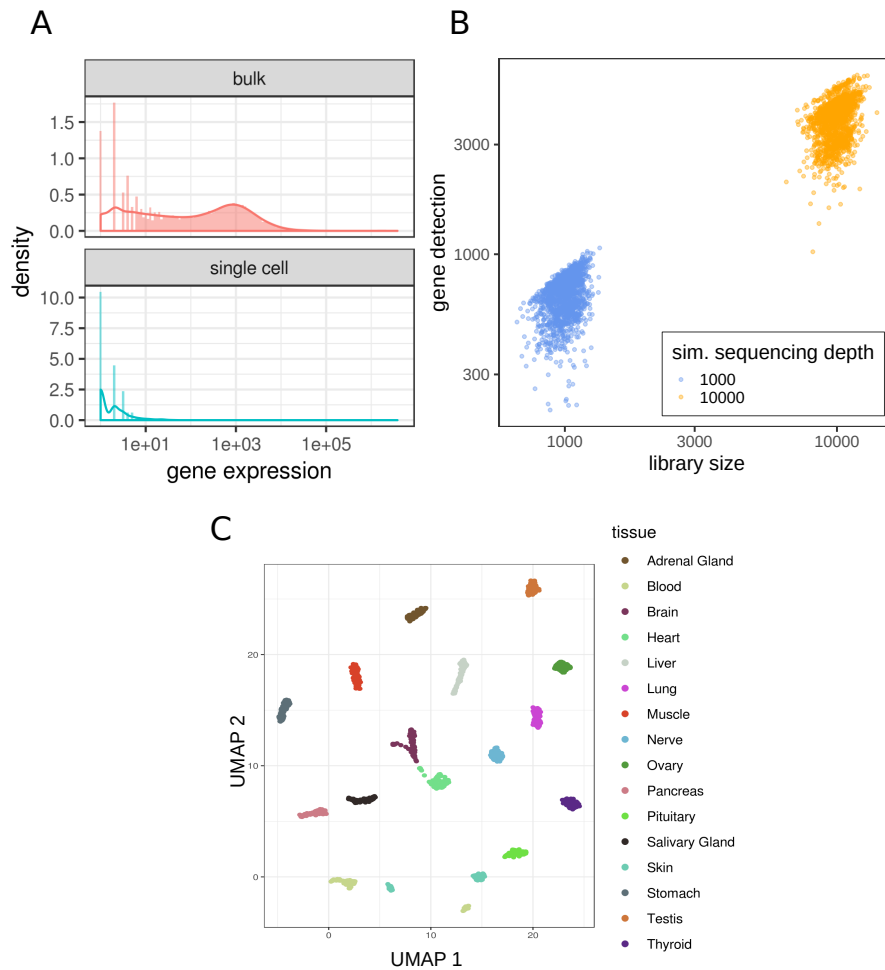 A
bulk
1.5
1.0
0.5
0.0
single cell
10.0
7.5
5.0
2.5
0.0
density
1e+01 1e+03 1e+05
gene expression
B
3000
1000
300
gene detection
sim. sequencing depth
1000
10000
1000 3000 10000
library size
C
20
10
0
UMAP 2
0 10 20
UMAP 1
tissue
Adrenal Gland
Blood
Brain
Heart
Liver
Lung
Muscle
Nerve
Ovary
Pancreas
Pituitary
Salivary Gland
Skin
Stomach
Testis
Thyroid